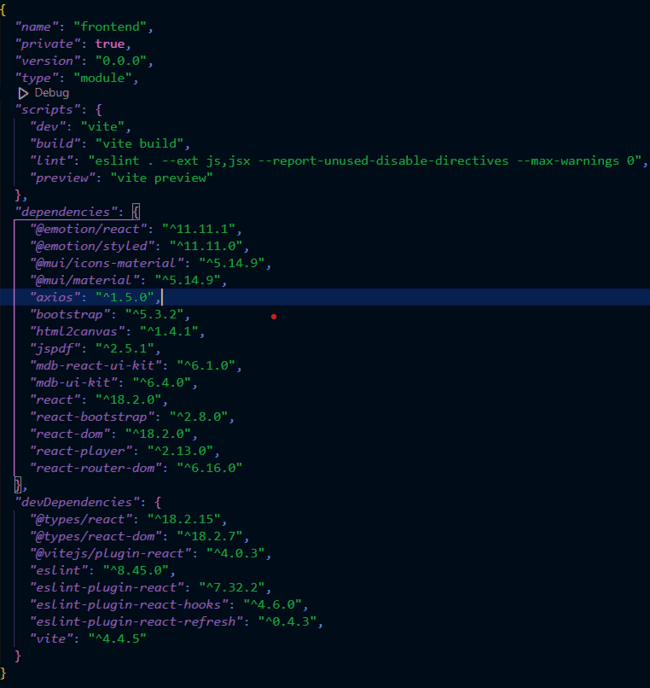 {
"name": "frontend",
"private": true,
"version": "0.0.0",
"type": "module",
Debug
"scripts": {
"dev": "vite",
"build": "vite build",
"lint": "eslint . --ext js,jsx --report-unused-disable-directives --max-warnings 0",
"preview": "vite preview"
},
"dependencies": {
"@emotion/react": "^11.11.1",
"@emotion/styled": "^11.11.0",
"@mui/icons-material": "^5.14.9",
"@mui/material": "^5.14.9",
"axios": "^1.5.0",
"bootstrap": "^5.3.2",
"html2canvas": "^1.4.1",
"jspdf": "^2.5.1",
"mdb-react-ui-kit": "^6.1.0",
"mdb-ui-kit": "^6.4.0",
"react": "^18.2.0",
"react-bootstrap": "^2.8.0",
"react-dom": "^18.2.0",
"react-player": "^2.13.0",
"react-router-dom": "^6.16.0"
},
"devDependencies": {
"@types/react": "^18.2.15",
"@types/react-dom": "^18.2.7",
"@vitejs/plugin-react": "^4.0.3",
"eslint": "^8.45.0",
"eslint-plugin-react": "^7.32.2",
"eslint-plugin-react-hooks": "^4.6.0",
"eslint-plugin-react-refresh": "^0.4.3",
"vite": "^4.4.5"
}
}